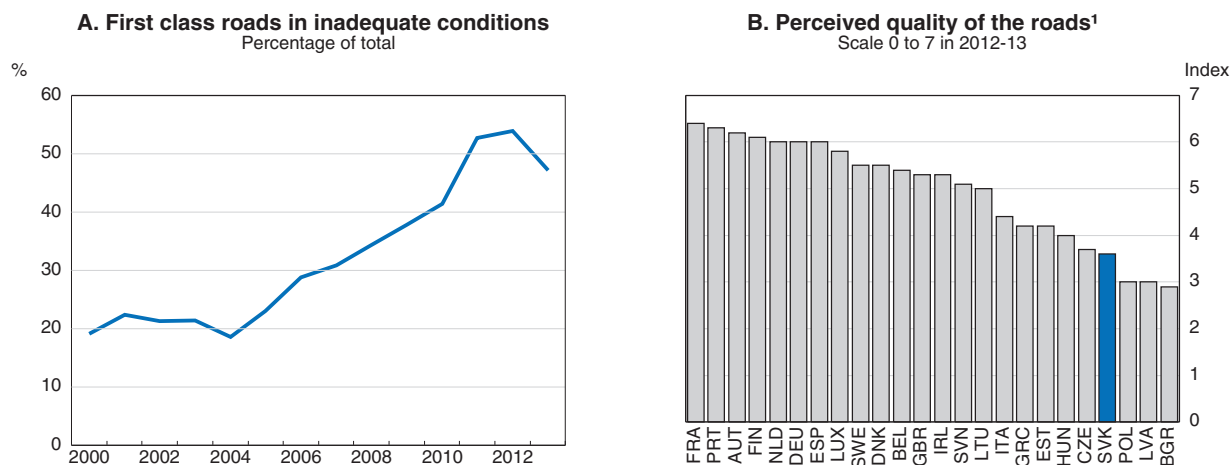 A. First class roads in inadequate conditions
Percentage of total
%
60
50
40
30
20
10
0
2000 2002 2004 2006 2008 2010 2012
B. Perceived quality of the roads¹
Scale 0 to 7 in 2012-13
Index
7
6
5
4
3
2
1
0
FRA PRT AUT FIN NLD DEU ESP LUX SWE DNK BEL GBR IRL SVN LTU ITA GRC EST HUN CZE SVK POL LVA BGR